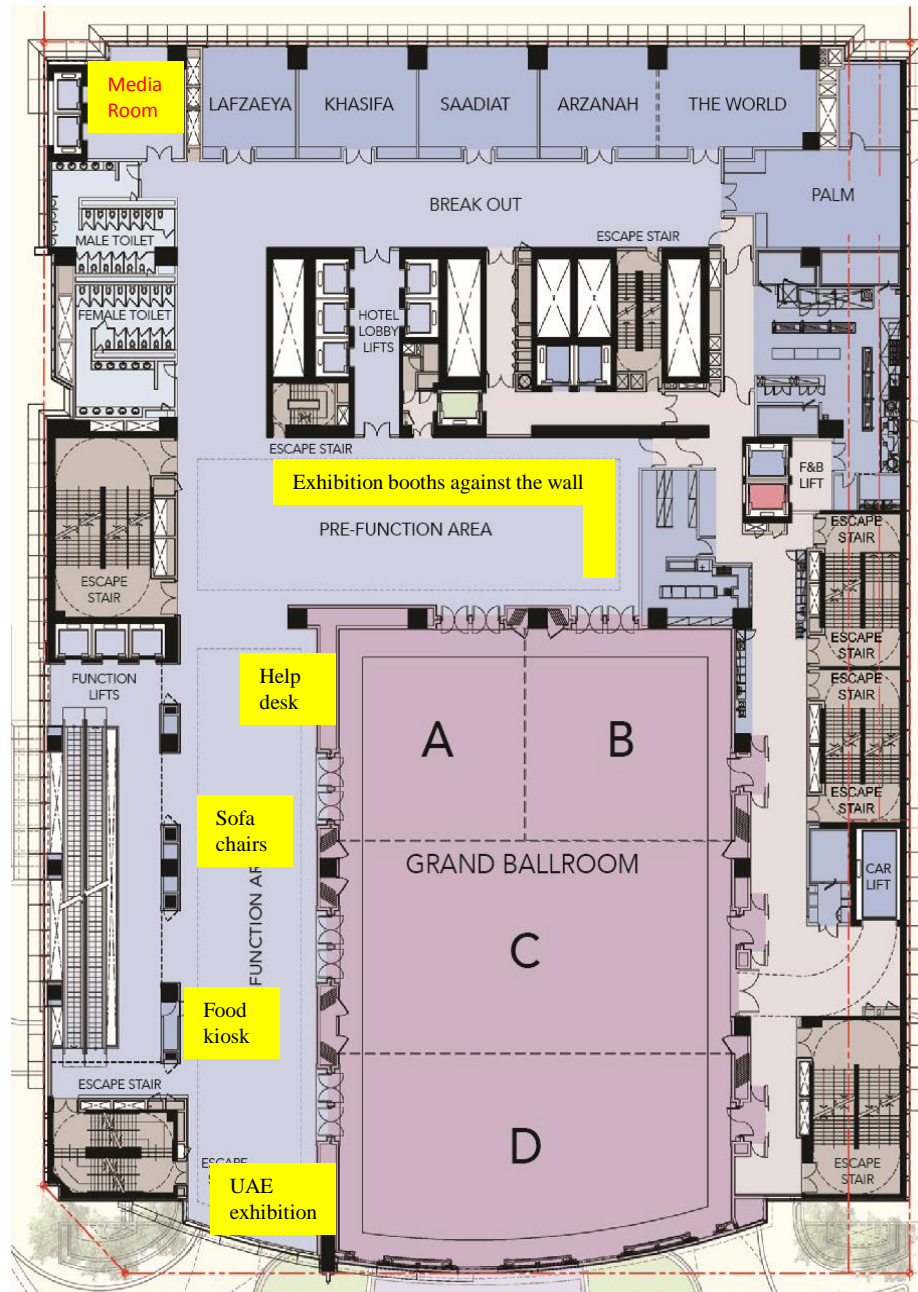 Media
Room
LAFZAEYA
KHASIFA
SAADIAT
ARZANAH
THE WORLD
BREAK OUT
PALM
MALE TOILET
ESCAPE STAIR
FEMALE TOILET
HOTEL
LOBBY
LIFTS
ESCAPE STAIR
Exhibition booths against the wall
F&B
LIFT
PRE-FUNCTION AREA
ESCAPE
STAIR
ESCAPE
STAIR
ESCAPE
STAIR
ESCAPE
STAIR
ESCAPE
STAIR
FUNCTION
LIFTS
Help
desk
A
B
Sofa
chairs
FUNCTION AR
GRAND BALLROOM
CAR
LIFT
C
Food
kiosk
ESCAPE STAIR
D
ESCAPE
STAIR
UAE
exhibition